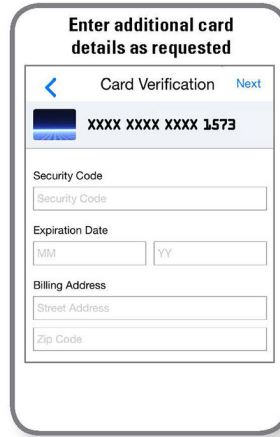 Enter additional card
details as requested
Card Verification Next
XXXX XXXX XXXX 1573
Security Code
Security Code
Expiration Date
MM YY
Billing Address
Street Address
Zip Code